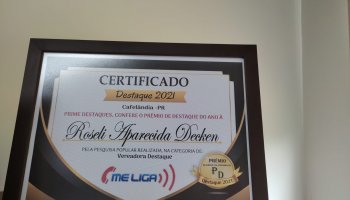 CERTIFICADO
Destaque 2021
Cafelândia -PR
PRIME DESTAQUES, CONFERE O PRÊMIO DE DESTAQUE DO ANO À
Roseli Aparecida Decken
PELA PESQUISA POPULAR REALIZADA, NA CATEGORIA DE
Vereadora Destaque
ME LIGA
PRÊMIO
PD
Destaque 2021